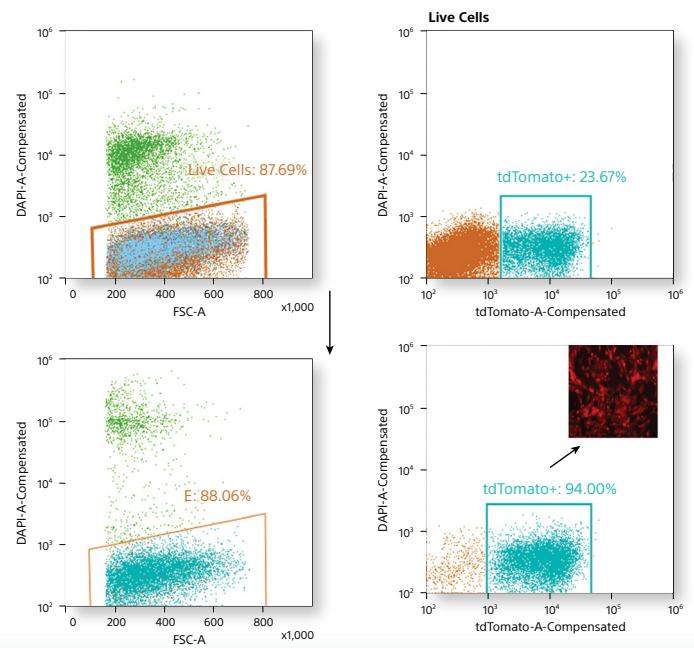 Live Cells
10⁶
10⁵
10⁴
10³
10²
DAPI-A-Compensated
Live Cells: 87.69%
0 200 400 600 800
x1,000
FSC-A
10⁶
10⁵
10⁴
10³
10²
DAPI-A-Compensated
tdTomato+: 23.67%
10² 10³ 10⁴ 10⁵ 10⁶
tdTomato-A-Compensated
10⁶
10⁵
10⁴
10³
10²
DAPI-A-Compensated
E: 88.06%
0 200 400 600 800
x1,000
FSC-A
10⁶
10⁵
10⁴
10³
10²
DAPI-A-Compensated
tdTomato+: 94.00%
10² 10³ 10⁴ 10⁵ 10⁶
tdTomato-A-Compensated